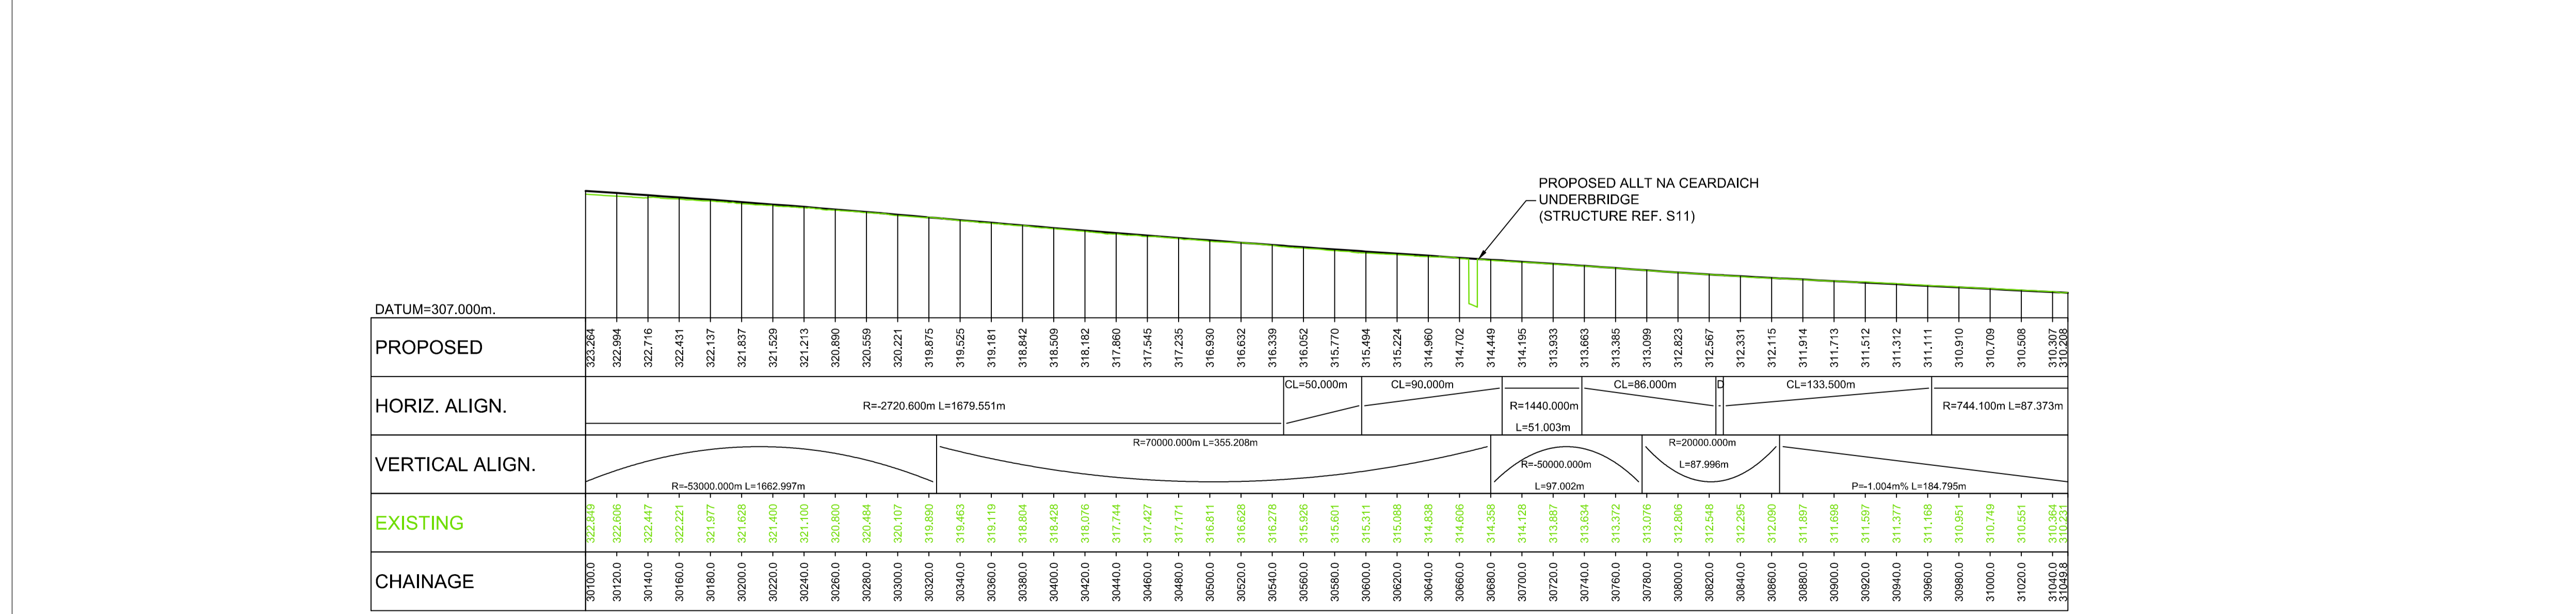 PROPOSED ALLT NA CEARDAICH
UNDERBRIDGE
(STRUCTURE REF. S11)
DATUM=307.000m.
PROPOSED
323.264 322.994 322.716 322.431 322.137 321.837 321.529 321.213 320.890 320.559 320.221 319.875 319.525 319.181 318.842 318.509 318.182 317.860 317.545 317.235 316.930 316.632 316.339 316.052 315.770 315.494 315.224 314.960 314.702 314.449 314.195 313.933 313.663 313.385 313.099 312.823 312.567 312.331 312.115 311.914 311.713 311.512 311.312 311.111 310.910 310.709 310.508 310.307 310.208
HORIZ. ALIGN.
R=-2720.600m L=1679.551m
CL=50.000m
CL=90.000m
R=1440.000m
L=51.003m
CL=86.000m
D
CL=133.500m
R=744.100m L=87.373m
VERTICAL ALIGN.
R=-53000.000m L=1662.997m
R=70000.000m L=355.208m
R=-50000.000m
L=97.002m
R=20000.000m
L=87.996m
P=-1.004m% L=184.795m
EXISTING
322.849 322.606 322.447 322.221 321.977 321.628 321.400 321.100 320.800 320.484 320.107 319.890 319.463 319.119 318.804 318.428 318.076 317.744 317.427 317.171 316.811 316.628 316.278 315.926 315.601 315.311 315.088 314.838 314.606 314.358 314.128 313.887 313.634 313.372 313.076 312.806 312.548 312.295 312.090 311.897 311.698 311.597 311.377 311.168 310.951 310.749 310.551 310.364 310.231
CHAINAGE
30100.0 30120.0 30140.0 30160.0 30180.0 30200.0 30220.0 30240.0 30260.0 30280.0 30300.0 30320.0 30340.0 30360.0 30380.0 30400.0 30420.0 30440.0 30460.0 30480.0 30500.0 30520.0 30540.0 30560.0 30580.0 30600.0 30620.0 30640.0 30660.0 30680.0 30700.0 30720.0 30740.0 30760.0 30780.0 30800.0 30820.0 30840.0 30860.0 30880.0 30900.0 30920.0 30940.0 30960.0 30980.0 31000.0 31020.0 31040.0 31049.8